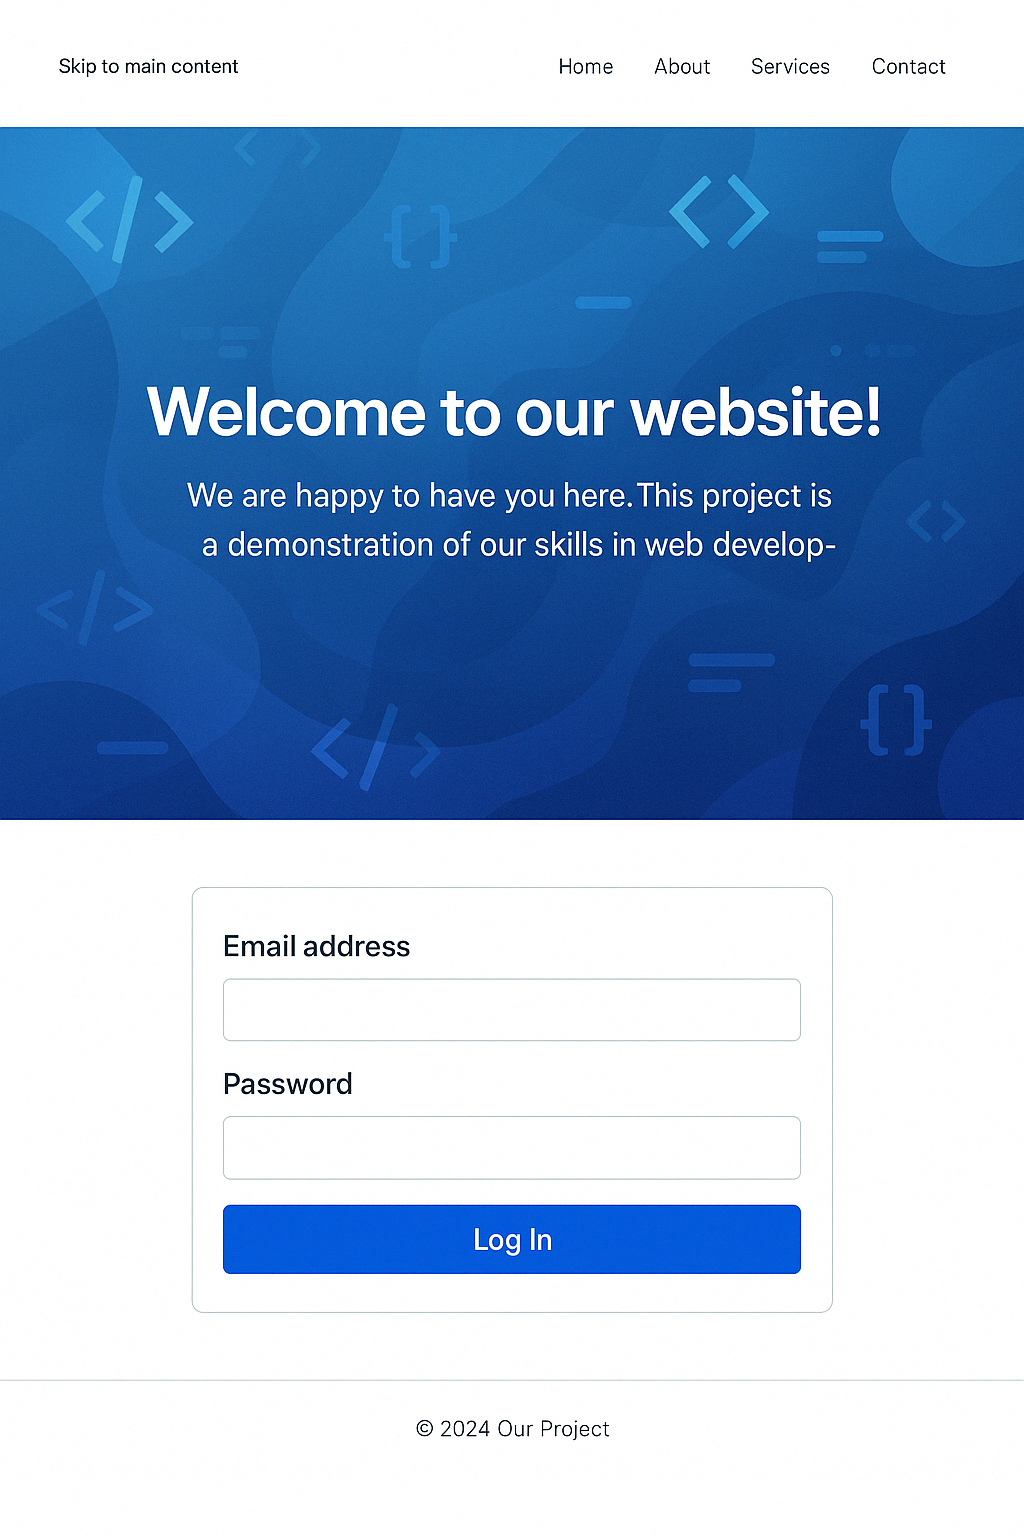 Skip to main content
Home About Services Contact
Welcome to our website!
We are happy to have you here. This project is
a demonstration of our skills in web develop-
Email address
Password
Log In
© 2024 Our Project